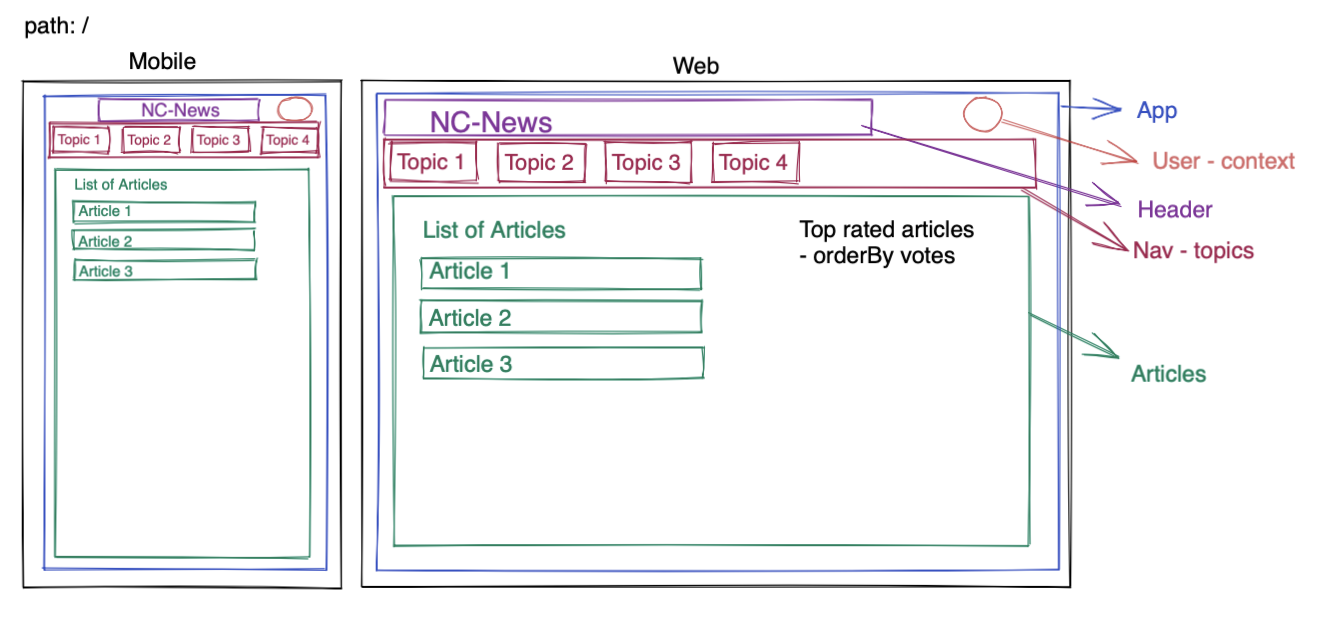 path: /
Mobile
NC-News
Topic 1
Topic 2
Topic 3
Topic 4
List of Articles
Article 1
Article 2
Article 3
Web
NC-News
Topic 1
Topic 2
Topic 3
Topic 4
List of Articles
Article 1
Article 2
Article 3
Top rated articles
- orderBy votes
App
User - context
Header
Nav - topics
Articles